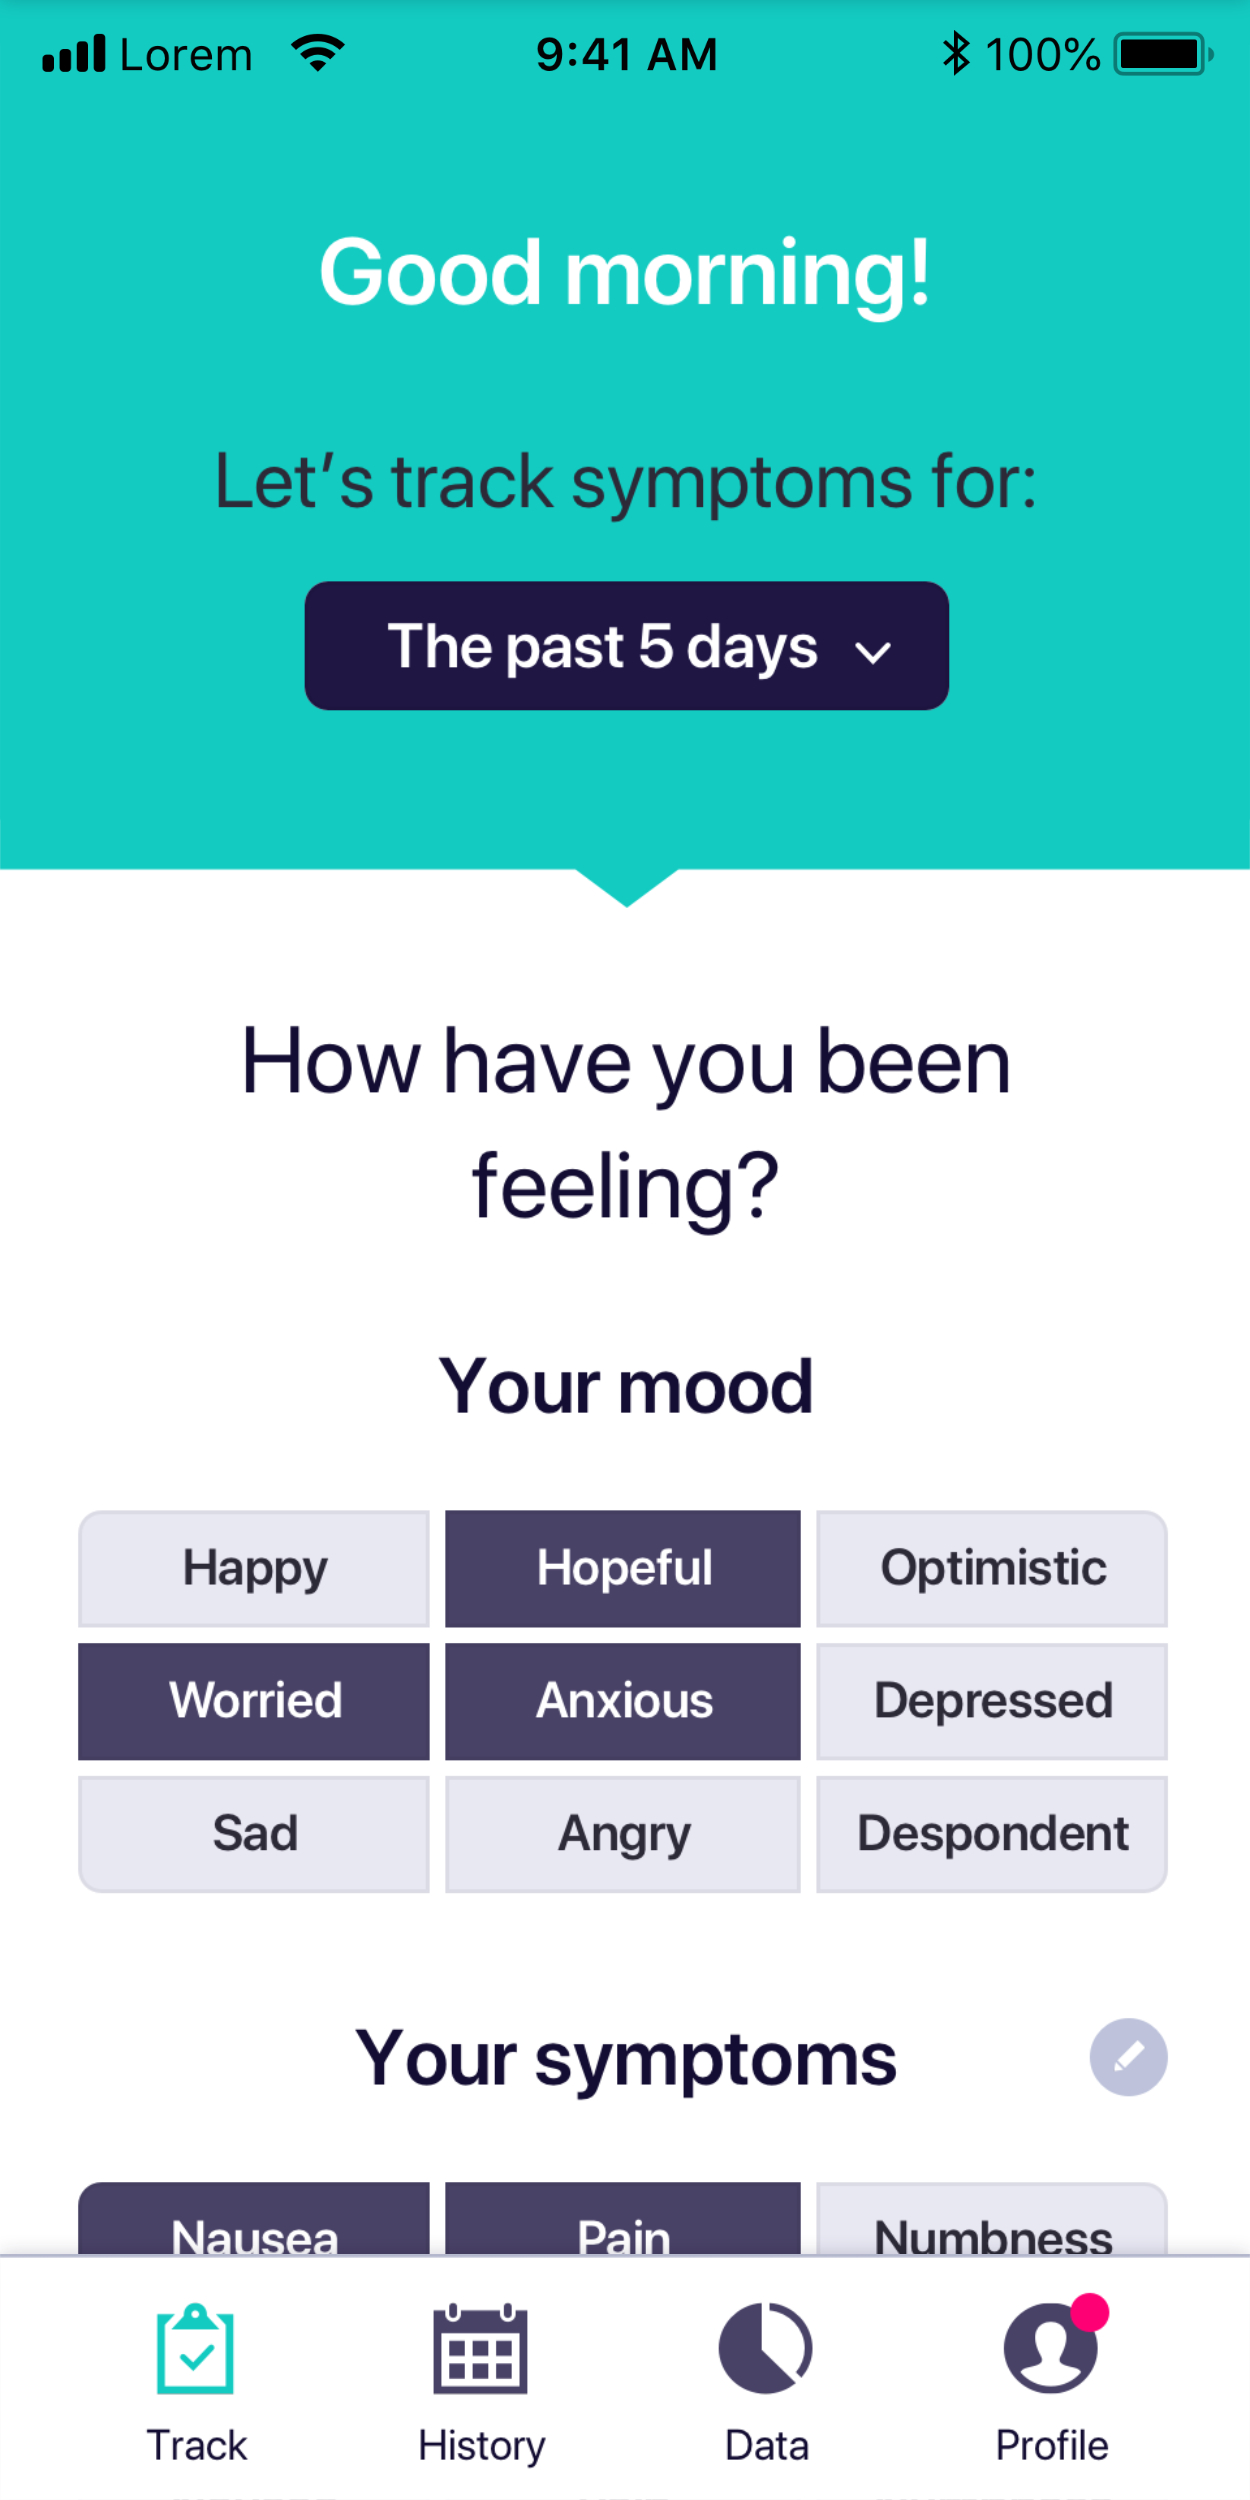 Lorem 9:41 AM 100%
Good morning!
Let’s track symptoms for:
The past 5 days
How have you been
feeling?
Your mood
Happy Hopeful Optimistic
Worried Anxious Depressed
Sad Angry Despondent
Your symptoms
Nausea Pain Numbness
Track History Data Profile